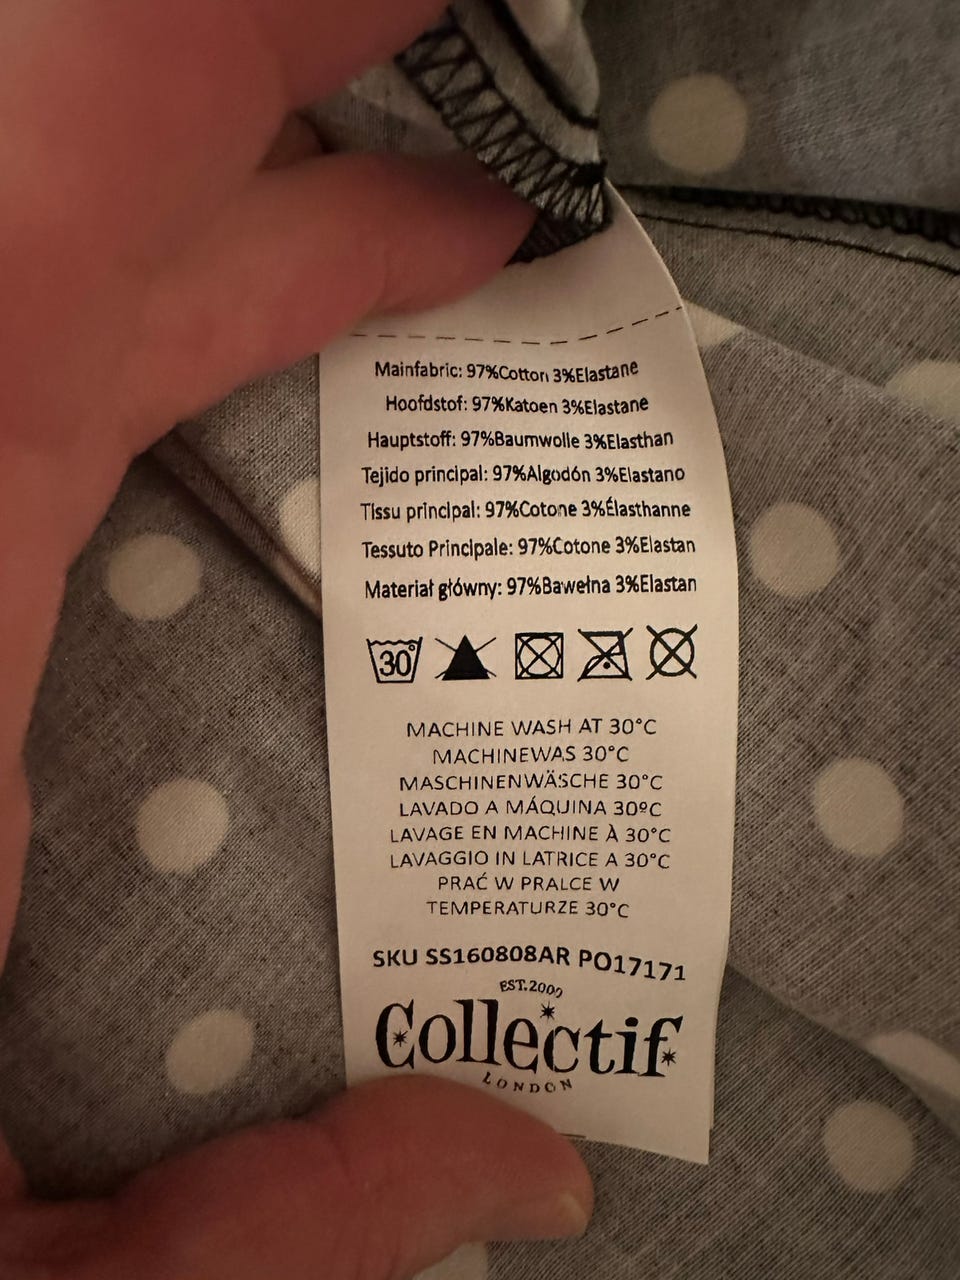 Mainfabric: 97%Cotton 3%Elastane
Hoofdstof: 97%Katoen 3%Elastane
Hauptstoff: 97%Baumwolle 3%Elasthan
Tejido principal: 97%Algodón 3%Elastano
Tissu principal: 97%Cotone 3%Élasthanne
Tessuto Principale: 97%Cotone 3%Elastan
Materiał główny: 97%Bawełna 3%Elastan
30°
MACHINE WASH AT 30°C
MACHINEWAS 30°C
MASCHINENWÄSCHE 30°C
LAVADO A MÁQUINA 30ºC
LAVAGE EN MACHINE À 30°C
LAVAGGIO IN LATRICE A 30°C
PRAĆ W PRALCE W
TEMPERATURZE 30°C
SKU SS160808AR PO17171
EST.2000
Collectif
LONDON